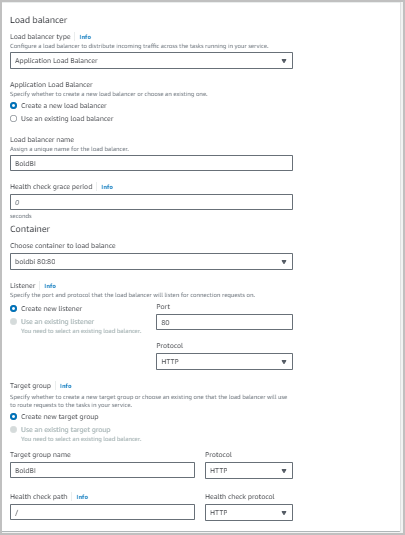 Load balancer
Load balancer type Info
Configure a load balancer to distribute incoming traffic across the tasks running in your service.
Application Load Balancer
Application Load Balancer
Specify whether to create a new load balancer or choose an existing one.
Create a new load balancer
Use an existing load balancer
Load balancer name
Assign a unique name for the load balancer.
BoldBI
Health check grace period Info
0
seconds
Container
Choose container to load balance
boldbi 80:80
Listener Info
Specify the port and protocol that the load balancer will listen for connection requests on.
Create new listener
Port
Use an existing listener
80
You need to select an existing load balancer.
Protocol
HTTP
Target group Info
Specify whether to create a new target group or choose an existing one that the load balancer will use
to route requests to the tasks in your service.
Create new target group
Use an existing target group
You need to select an existing load balancer.
Target group name Protocol
BoldBI HTTP
Health check path Info Health check protocol
/ HTTP